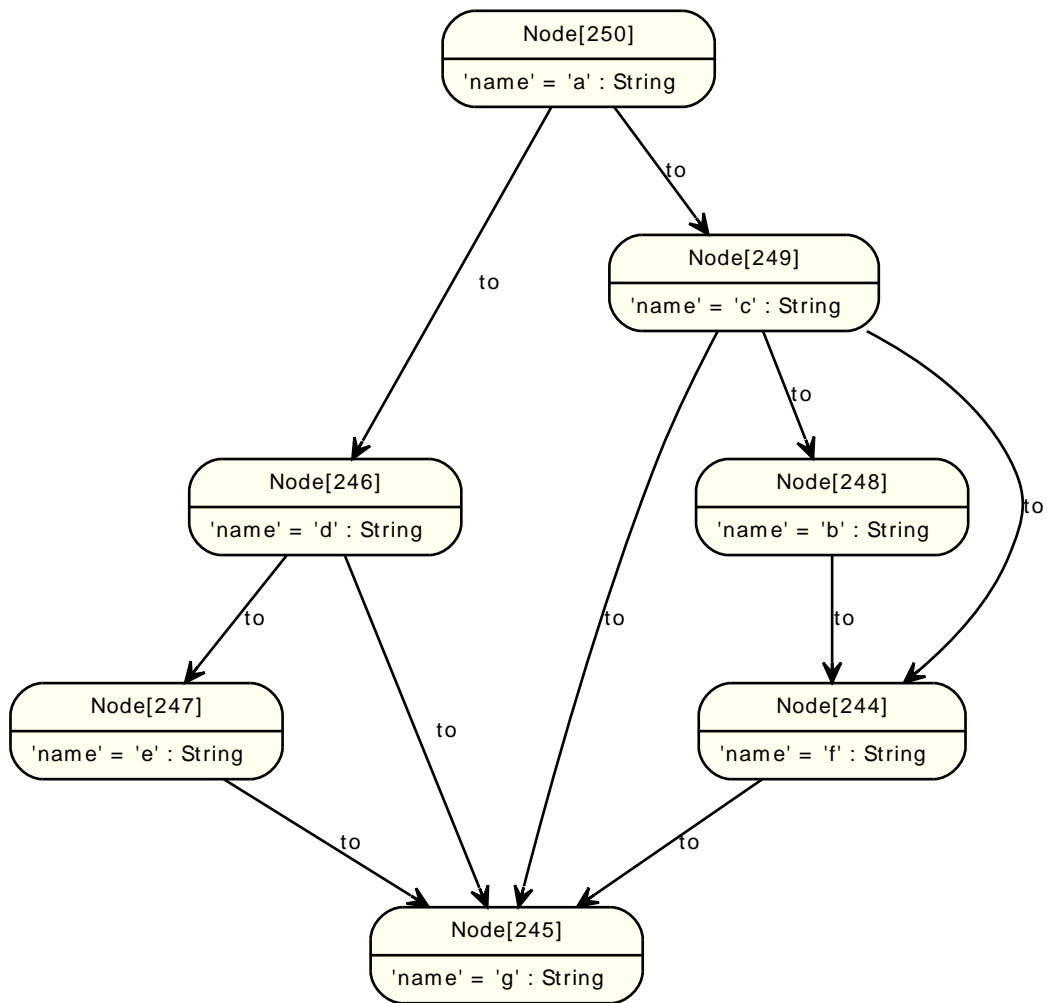 Node[250]
'name' = 'a' : String
to
Node[249]
'name' = 'c' : String
to
to
Node[246]
'name' = 'd' : String
Node[248]
'name' = 'b' : String
to
to
to
to
Node[247]
'name' = 'e' : String
Node[244]
'name' = 'f' : String
to
to
to
Node[245]
'name' = 'g' : String